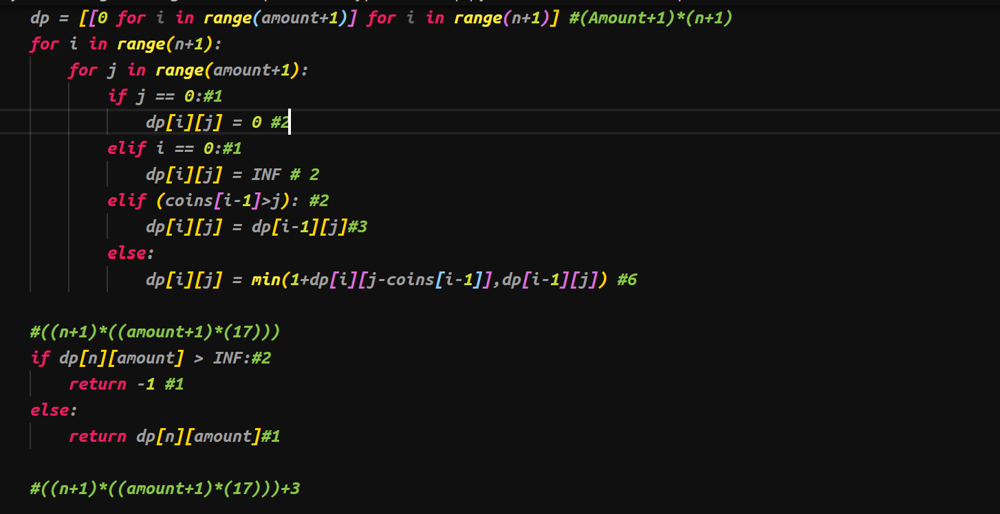 dp = [[0 for i in range(amount+1)] for i in range(n+1)] #(Amount+1)*(n+1)
for i in range(n+1):
    for j in range(amount+1):
        if j == 0:#1
            dp[i][j] = 0 #2
        elif i == 0:#1
            dp[i][j] = INF # 2
        elif (coins[i-1]>j): #2
            dp[i][j] = dp[i-1][j]#3
        else:
            dp[i][j] = min(1+dp[i][j-coins[i-1]],dp[i-1][j]) #6
#((n+1)*((amount+1)*(17)))
if dp[n][amount] > INF:#2
    return -1 #1
else:
    return dp[n][amount]#1
#((n+1)*((amount+1)*(17)))+3